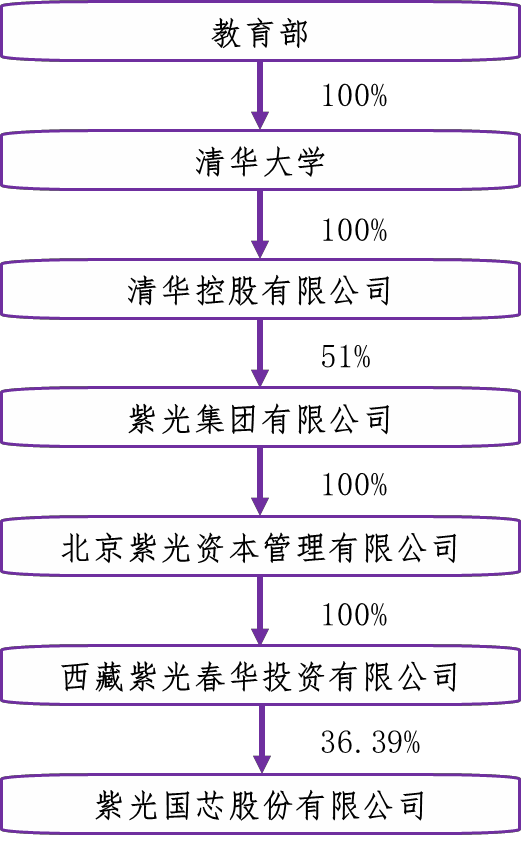 教育部
100%
清华大学
100%
清华控股有限公司
51%
紫光集团有限公司
100%
北京紫光资本管理有限公司
100%
西藏紫光春华投资有限公司
36.39%
紫光国芯股份有限公司